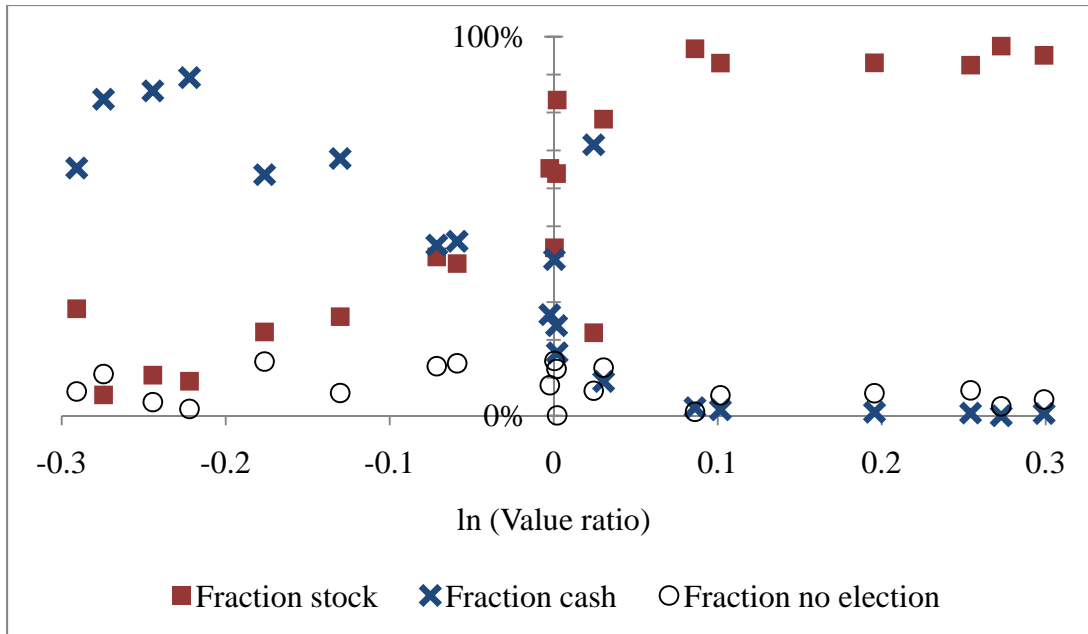 100%
0%
-0.3 -0.2 -0.1 0 0.1 0.2 0.3
ln (Value ratio)
Fraction stock Fraction cash Fraction no election